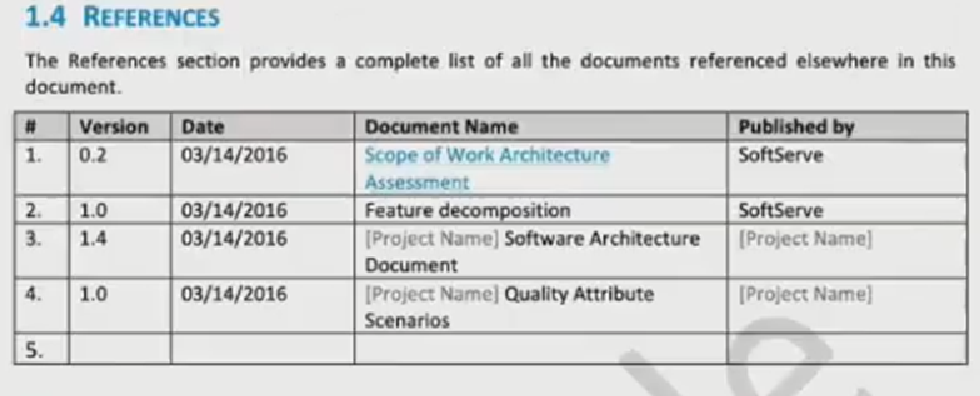 1.4 REFERENCES
The References section provides a complete list of all the documents referenced elsewhere in this
document.
# Version Date Document Name Published by
1. 0.2 03/14/2016 Scope of Work Architecture SoftServe
Assessment
2. 1.0 03/14/2016 Feature decomposition SoftServe
3. 1.4 03/14/2016 [Project Name] Software Architecture [Project Name]
Document
4. 1.0 03/14/2016 [Project Name] Quality Attribute [Project Name]
Scenarios
5.